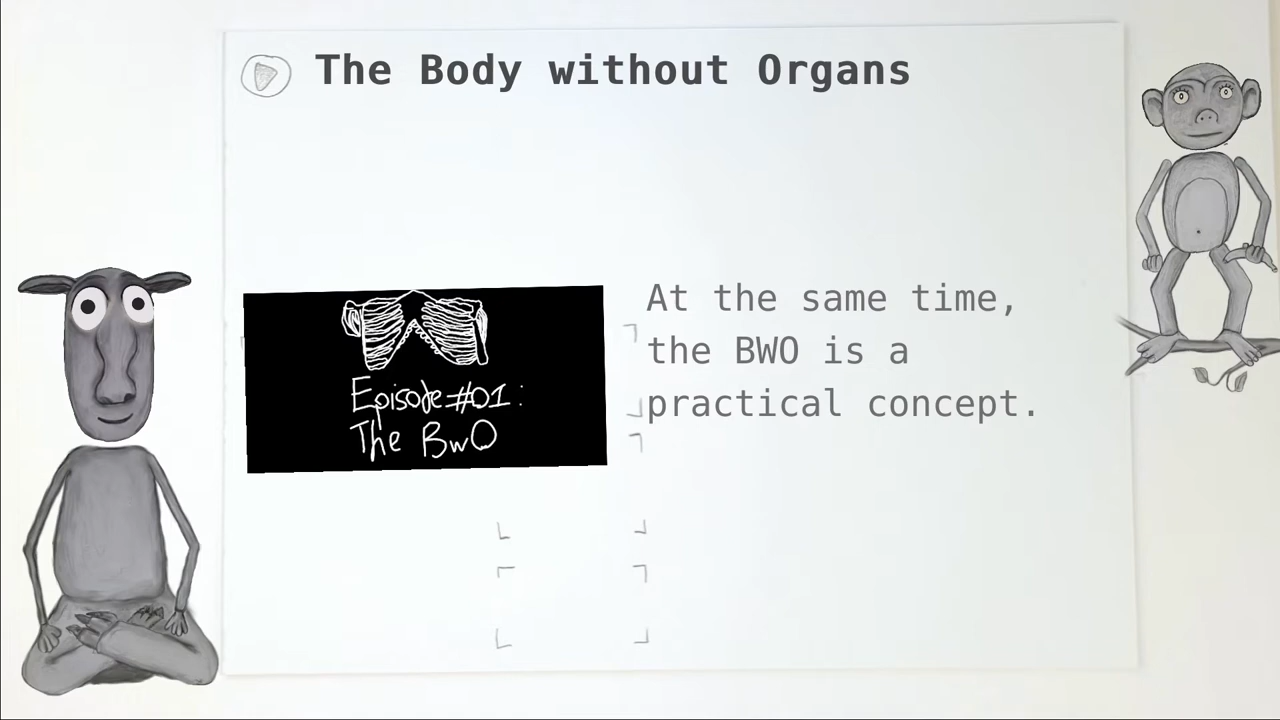 The Body without Organs
At the same time,
the BWO is a
practical concept.
Episode #01:
The BwO